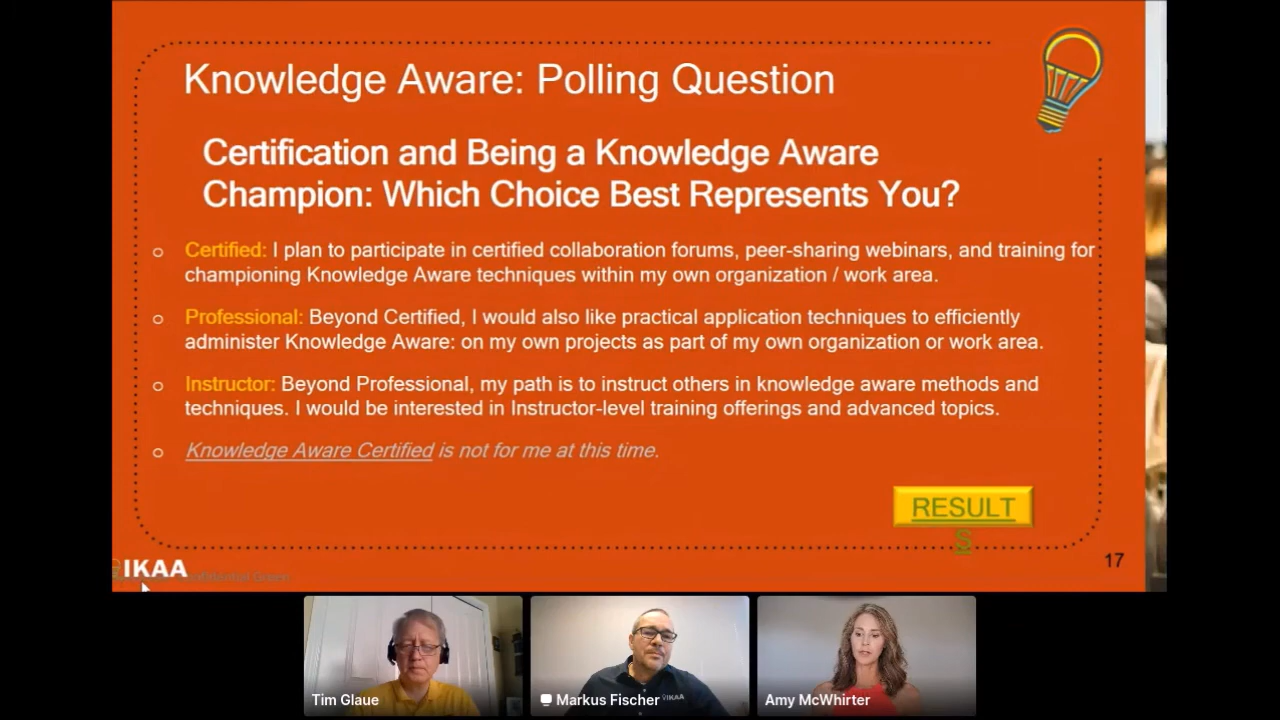 Knowledge Aware: Polling Question
Certification and Being a Knowledge Aware
Champion: Which Choice Best Represents You?
o Certified: I plan to participate in certified collaboration forums, peer-sharing webinars, and training for
championing Knowledge Aware techniques within my own organization / work area.
o Professional: Beyond Certified, I would also like practical application techniques to efficiently
administer Knowledge Aware: on my own projects as part of my own organization or work area.
o Instructor: Beyond Professional, my path is to instruct others in knowledge aware methods and
techniques. I would be interested in Instructor-level training offerings and advanced topics.
o Knowledge Aware Certified is not for me at this time.
RESULT
S
17
IKAA
Tim Glaue
Markus Fischer
IKAA
Amy McWhirter